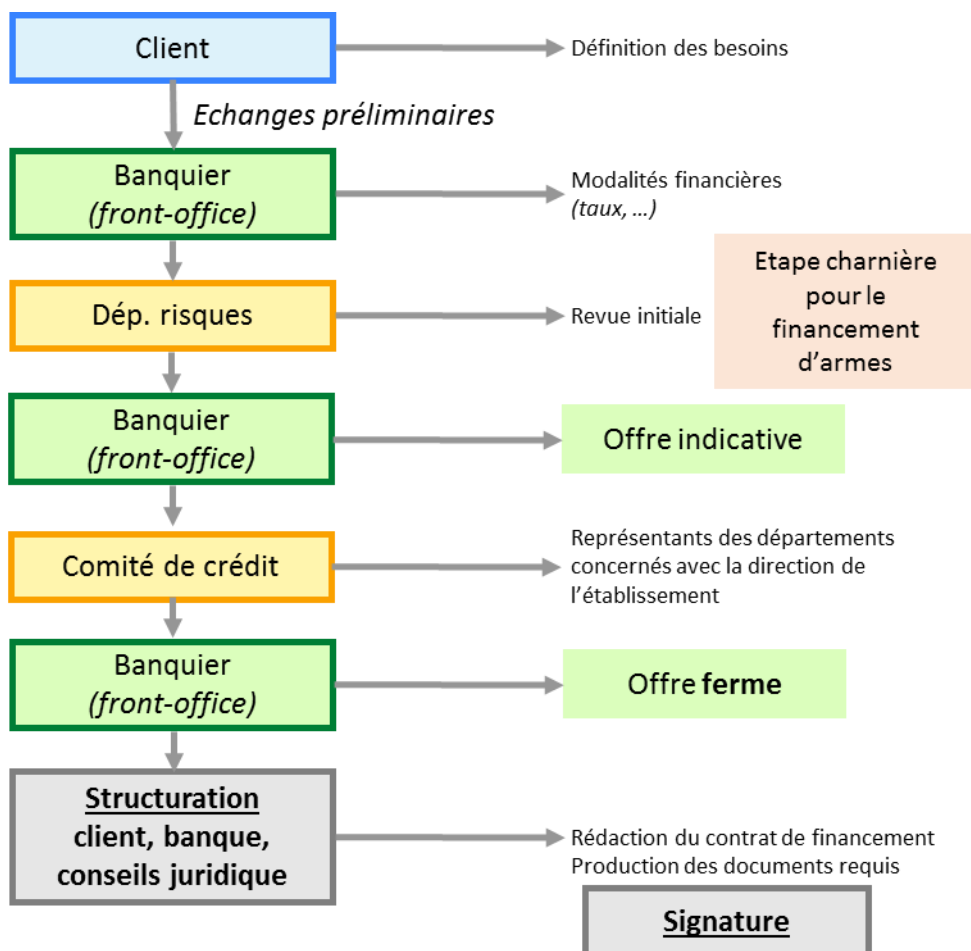 Client
Définition des besoins
Echanges préliminaires
Banquier
(front-office)
Modalités financières
(taux, ...)
Dép. risques
Revue initiale
Etape charnière
pour le
financement
d'armes
Banquier
(front-office)
Offre indicative
Comité de crédit
Représentants des départements
concernés avec la direction de
l'établissement
Banquier
(front-office)
Offre ferme
Structuration
client, banque,
conseils juridique
Rédaction du contrat de financement
Production des documents requis
Signature